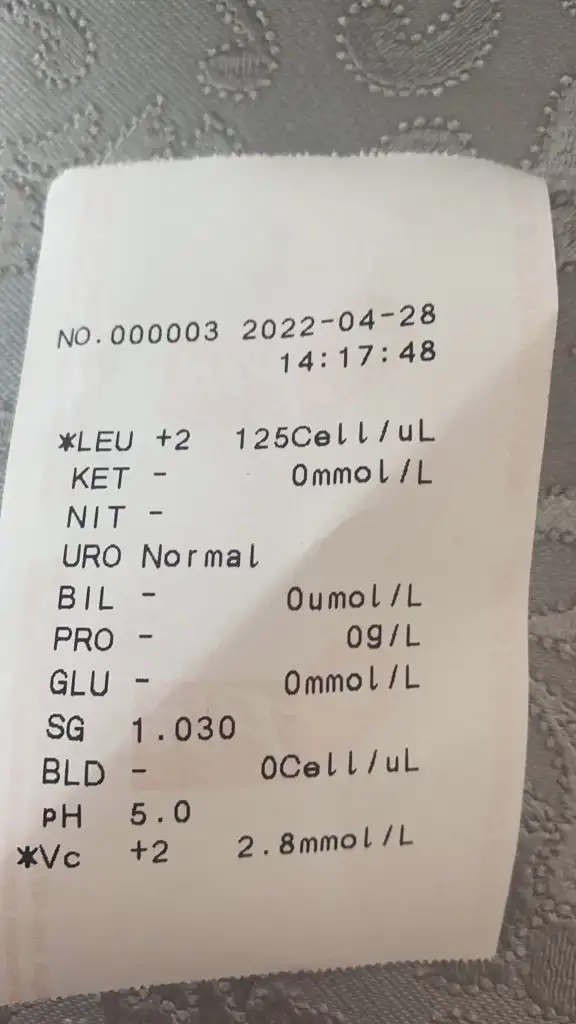 NO.000003 2022-04-28
14:17:48
*LEU +2 125Cell/uL
KET - 0mmol/L
NIT -
URO Normal
BIL - 0umol/L
PRO - 0g/L
GLU - 0mmol/L
SG 1.030
BLD - 0Cell/uL
pH 5.0
*Vc +2 2.8mmol/L